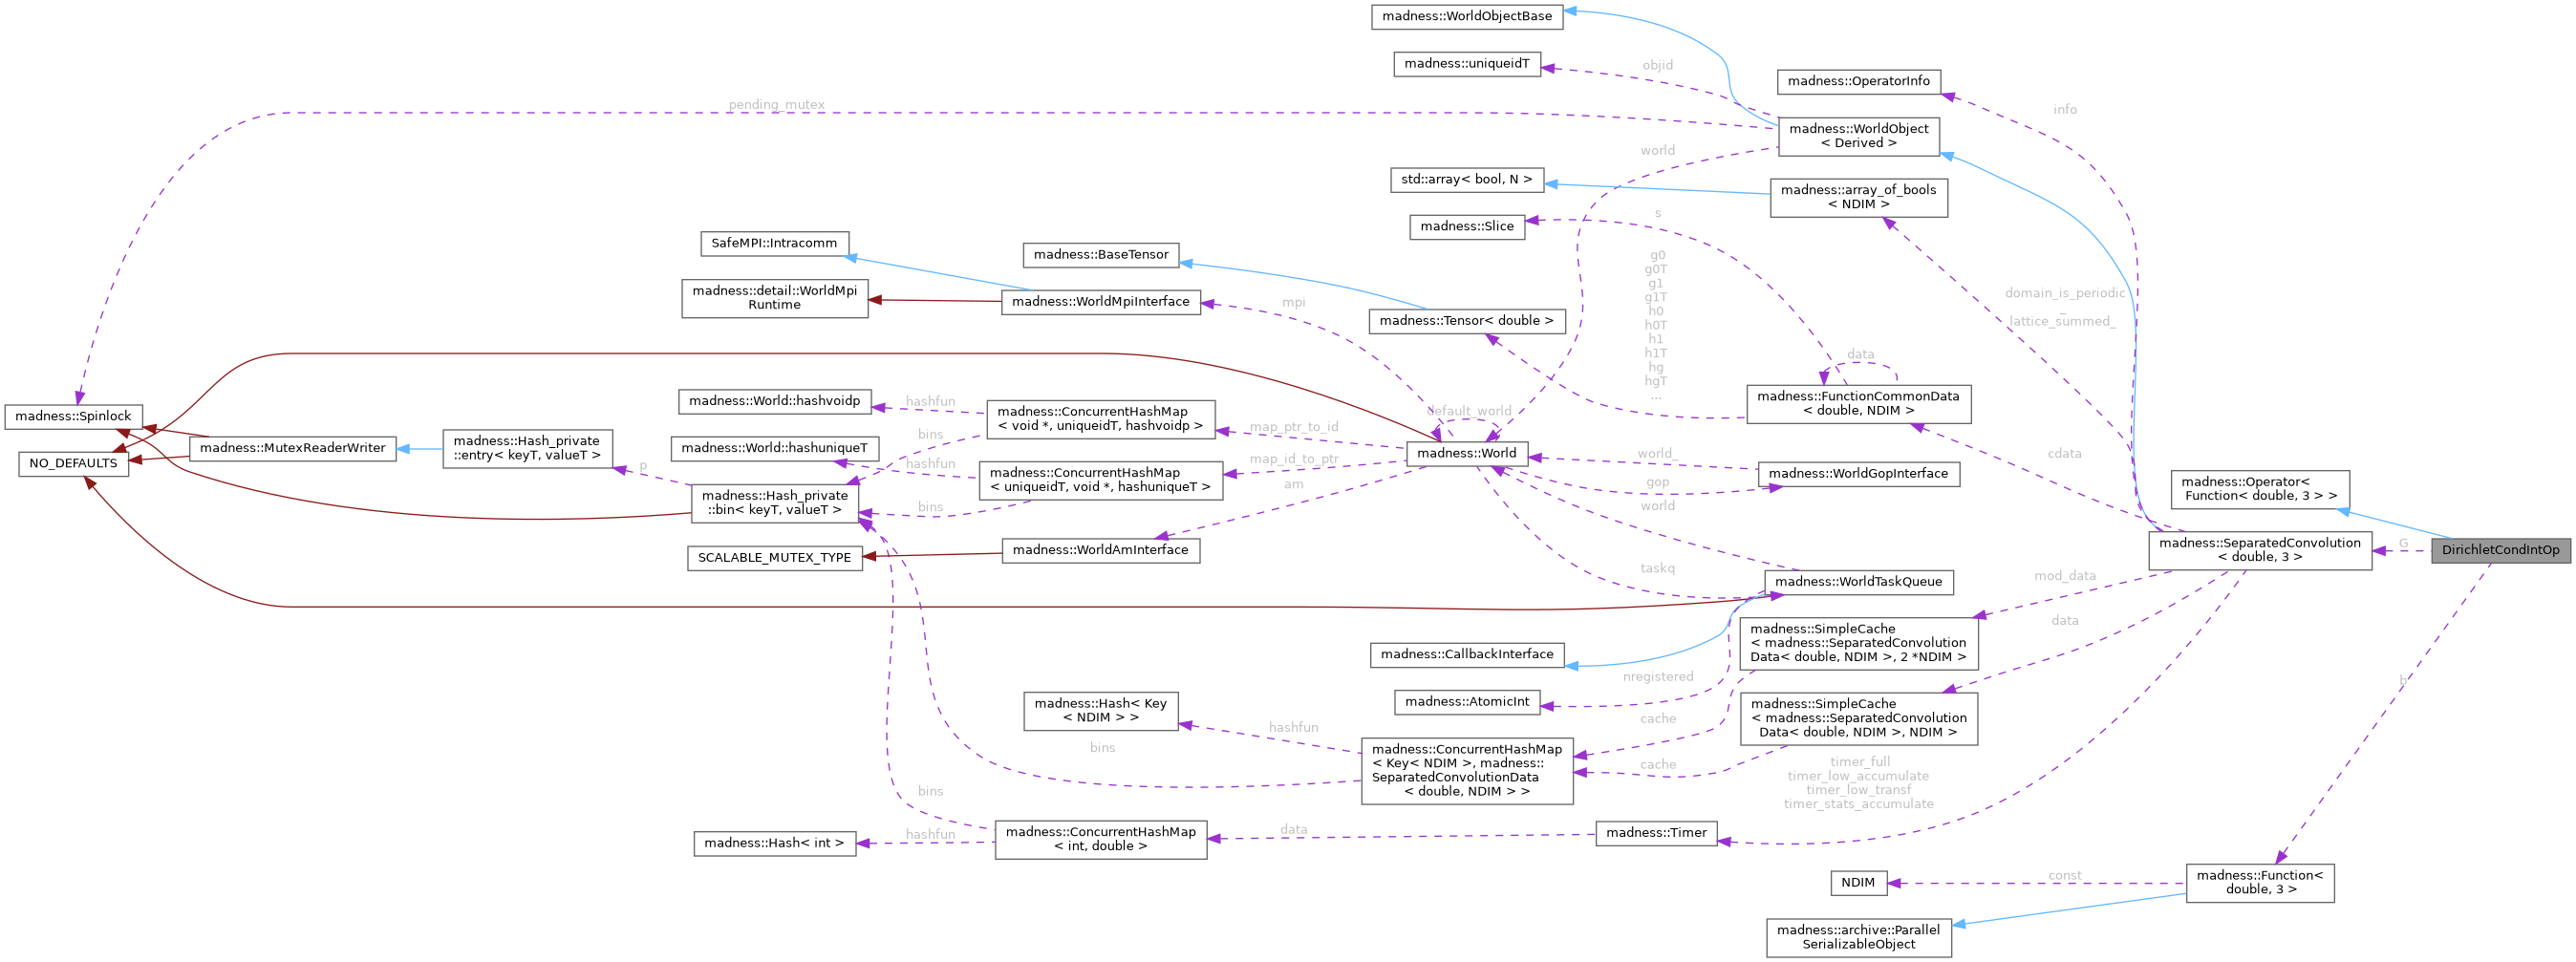 madness::WorldObjectBase
madness::uniqueidT
objid
madness::OperatorInfo
pending_mutex
info
madness::WorldObject
< Derived >
world
std::array< bool, N >
madness::array_of_bools
< NDIM >
s
madness::Slice
SafeMPI::Intracomm
madness::BaseTensor
g0
g0T
g1
g1T
h0
h0T
h1
h1T
hg
hgT
...
madness::detail::WorldMpi
Runtime
madness::WorldMpiInterface
mpi
domain_is_periodic
_
lattice_summed_
madness::Tensor< double >
data
madness::FunctionCommonData
< double, NDIM >
madness::World::hashvoidp
hashfun
madness::ConcurrentHashMap
< void *, uniqueidT, hashvoidp >
default_world
madness::Spinlock
map_ptr_to_id
bins
madness::MutexReaderWriter
madness::Hash_private
::entry< keyT, valueT >
madness::World::hashuniqueT
madness::World
cdata
world_
NO_DEFAULTS
p
hashfun
madness::ConcurrentHashMap
< uniqueidT, void *, hashuniqueT >
map_id_to_ptr
madness::WorldGopInterface
gop
am
madness::Hash_private
::bin< keyT, valueT >
bins
world
madness::Operator<
Function< double, 3 > >
SCALABLE_MUTEX_TYPE
madness::WorldAmInterface
madness::SeparatedConvolution
< double, 3 >
G
DirichletCondIntOp
taskq
madness::WorldTaskQueue
mod_data
madness::SimpleCache
< madness::SeparatedConvolution
Data< double, NDIM >, 2 *NDIM >
data
madness::CallbackInterface
nregistered
b
madness::AtomicInt
madness::Hash< Key
< NDIM > >
madness::SimpleCache
< madness::SeparatedConvolution
Data< double, NDIM >, NDIM >
cache
hashfun
bins
madness::ConcurrentHashMap
< Key< NDIM >, madness::
SeparatedConvolutionData
< double, NDIM > >
cache
timer_full
timer_low_accumulate
timer_low_transf
timer_stats_accumulate
bins
madness::Hash< int >
hashfun
madness::ConcurrentHashMap
< int, double >
data
madness::Timer
NDIM
const
madness::Function<
double, 3 >
madness::archive::Parallel
SerializableObject